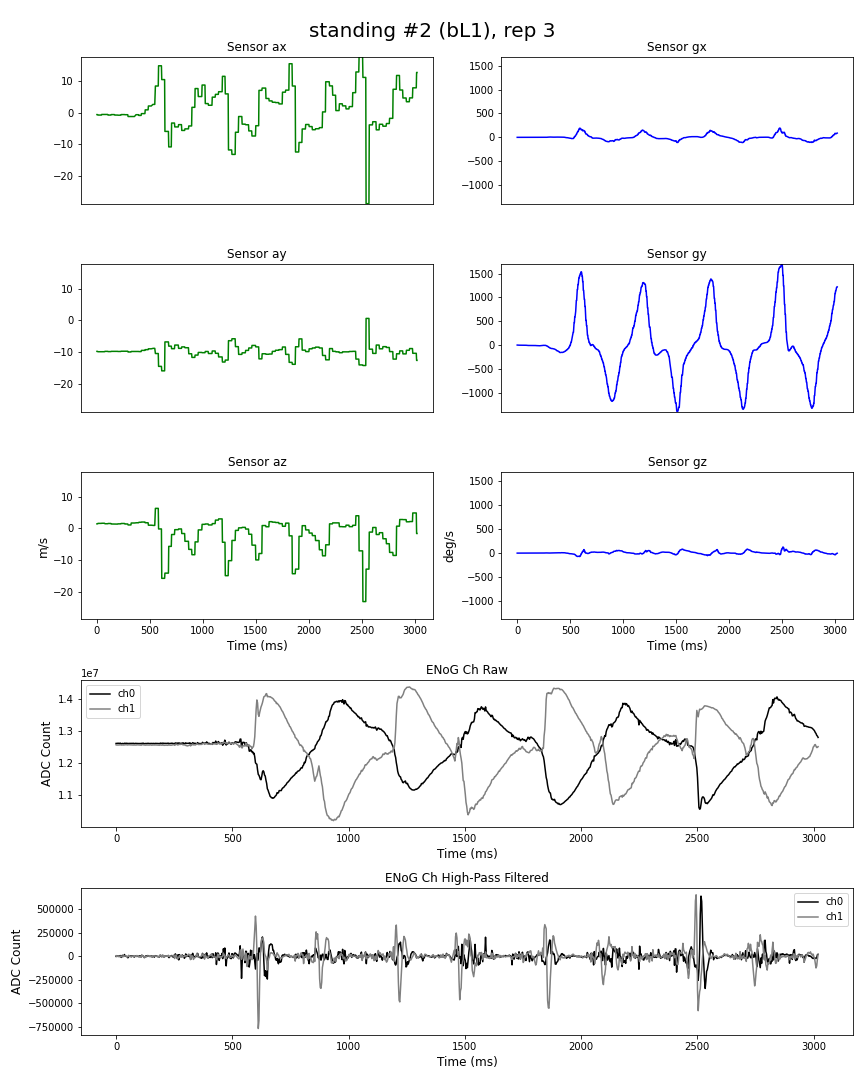 standing #2 (bL1), rep 3
Sensor ax
10
0
−10
−20
Sensor gx
1500
1000
500
0
−500
−1000
Sensor ay
10
0
−10
−20
Sensor gy
1500
1000
500
0
−500
−1000
Sensor az
m/s
10
0
−10
−20
0 500 1000 1500 2000 2500 3000
Time (ms)
Sensor gz
deg/s
1500
1000
500
0
−500
−1000
0 500 1000 1500 2000 2500 3000
Time (ms)
ENoG Ch Raw
1e7
ADC Count
1.4
1.3
1.2
1.1
ch0
ch1
0 500 1000 1500 2000 2500 3000
Time (ms)
ENoG Ch High-Pass Filtered
ADC Count
500000
250000
0
−250000
−500000
−750000
ch0
ch1
0 500 1000 1500 2000 2500 3000
Time (ms)